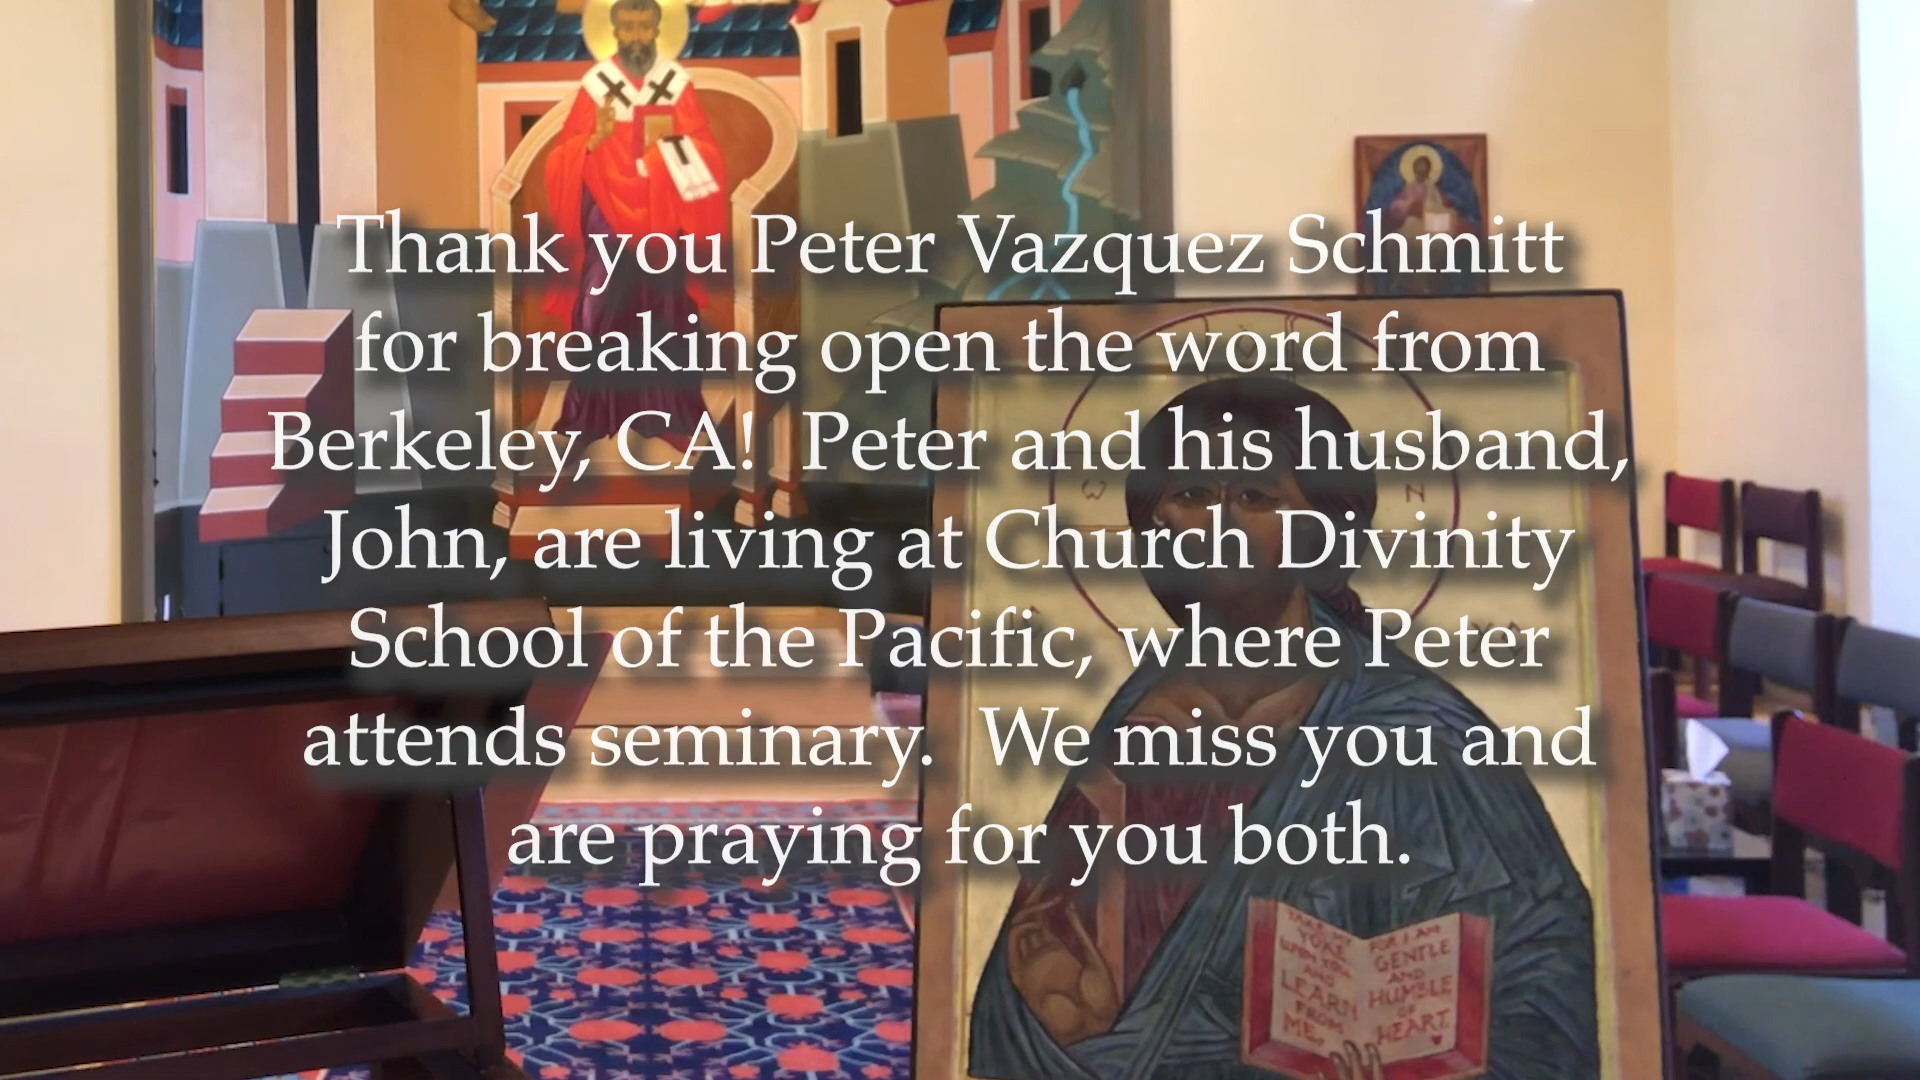 Thank you Peter Vazquez Schmitt
for breaking open the word from
Berkeley, CA!  Peter and his husband,
John, are living at Church Divinity
School of the Pacific, where Peter
attends seminary.  We miss you and
are praying for you both.
ω
N
TAKE MY
YOKE
UPON YOU
AND
LEARN
FROM
ME,
FOR I AM
GENTLE
AND
HUMBLE
OF
HEART.